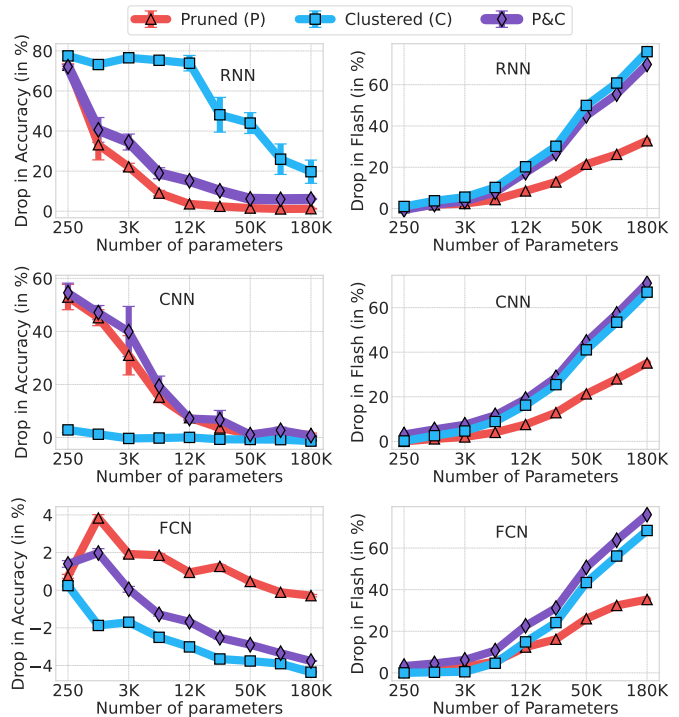 Pruned (P) Clustered (C) P&C
Drop in Accuracy (in %)
80
60
40
20
0
RNN
250 3K 12K 50K 180K
Number of parameters
Drop in Flash (in %)
60
40
20
0
RNN
250 3K 12K 50K 180K
Number of Parameters
Drop in Accuracy (in %)
60
40
20
0
CNN
250 3K 12K 50K 180K
Number of parameters
Drop in Flash (in %)
60
40
20
0
CNN
250 3K 12K 50K 180K
Number of Parameters
Drop in Accuracy (in %)
4
2
0
−2
−4
FCN
250 3K 12K 50K 180K
Number of parameters
Drop in Flash (in %)
60
40
20
0
FCN
250 3K 12K 50K 180K
Number of Parameters